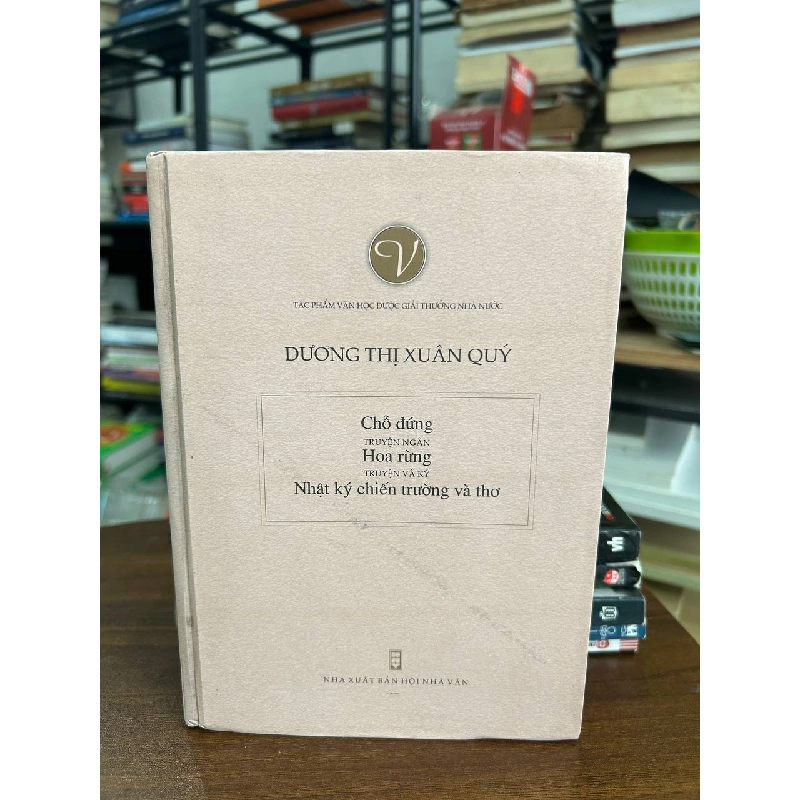 V
TÁC PHẨM VĂN HỌC ĐƯỢC GIẢI THƯỞNG NHÀ NƯỚC
DƯƠNG THỊ XUÂN QUÝ
Chỗ đứng
TRUYỆN NGẮN
Hoa rừng
TRUYỆN VÀ KÝ
Nhật ký chiến trường và thơ
NHÀ XUẤT BẢN HỘI NHÀ VĂN